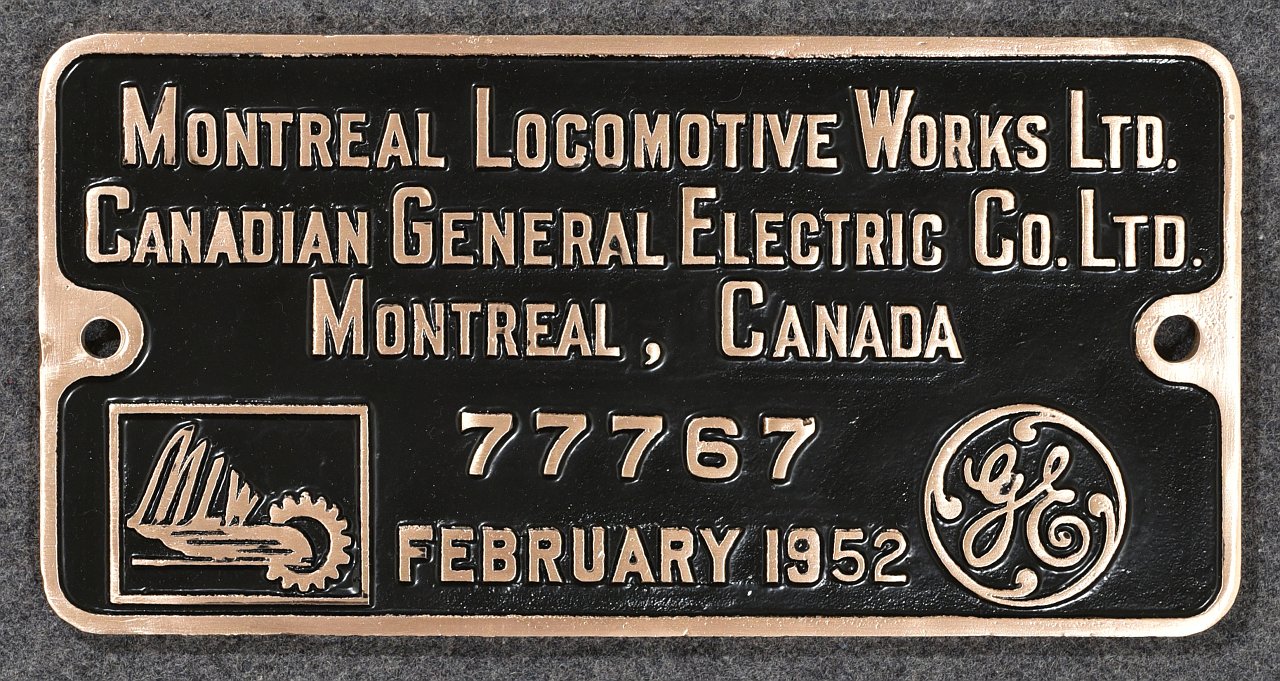 MONTREAL LOCOMOTIVE WORKS LTD.
CANADIAN GENERAL ELECTRIC CO. LTD.
MONTREAL, CANADA
77767
MLW
FEBRUARY 1952
GE